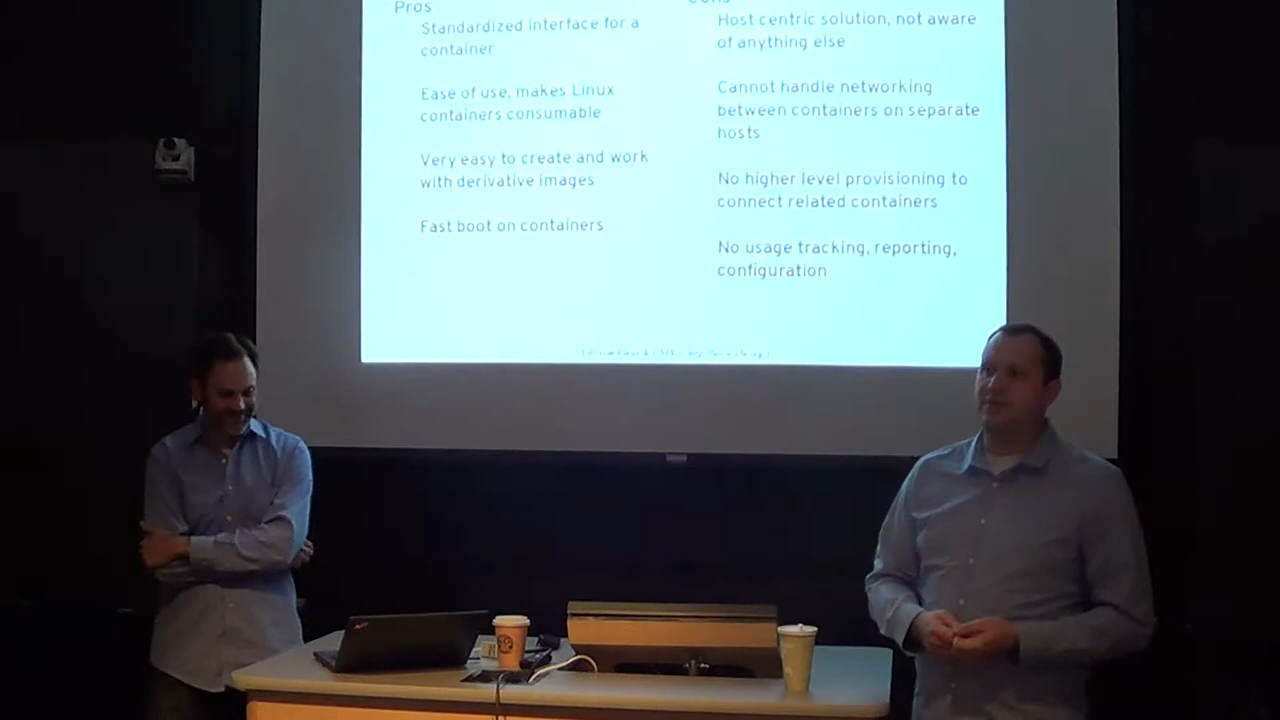 Pros
Standardized interface for a
container
Ease of use, makes Linux
containers consumable
Very easy to create and work
with derivative images
Fast boot on containers
Cons
Host centric solution, not aware
of anything else
Cannot handle networking
between containers on separate
hosts
No higher level provisioning to
connect related containers
No usage tracking, reporting,
configuration